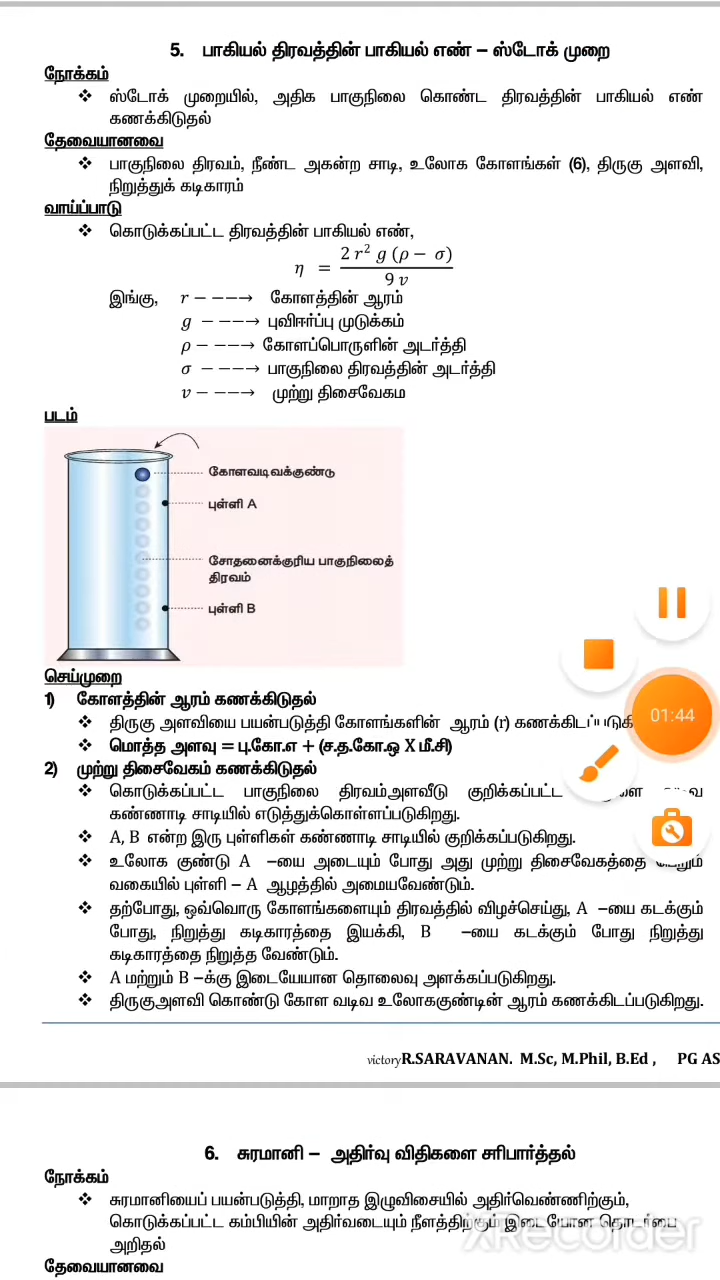 5. பாகியல் திரவத்தின் பாகியல் எண் – ஸ்டோக் முறை
நோக்கம்
❖ ஸ்டோக் முறையில், அதிக பாகுநிலை கொண்ட திரவத்தின் பாகியல் எண்
கணக்கிடுதல்
தேவையானவை
❖ பாகுநிலை திரவம், நீண்ட அகன்ற சாடி, உலோக கோளங்கள் (6), திருகு அளவி,
நிறுத்துக் கடிகாரம்
வாய்ப்பாடு
❖ கொடுக்கப்பட்ட திரவத்தின் பாகியல் எண்,
η = 2 r² g (ρ − σ) / 9 v
இங்கு, r − −−→ கோளத்தின் ஆரம்
g − −−→ புவிஈர்ப்பு முடுக்கம்
ρ − −−→ கோளப்பொருளின் அடர்த்தி
σ − −−→ பாகுநிலை திரவத்தின் அடர்த்தி
v − −−→ முற்று திசைவேகம
படம்
கோளவடிவக்குண்டு
புள்ளி A
சோதனைக்குரிய பாகுநிலைத்
திரவம்
புள்ளி B
செய்முறை
1) கோளத்தின் ஆரம் கணக்கிடுதல்
❖ திருகு அளவியை பயன்படுத்தி கோளங்களின் ஆரம் (r)
01:44
❖ மொத்த அளவு = பு.கோ.எ + (ச.த.கோ.ஒ X மீ.சி)
2) முற்று திசைவேகம் கணக்கிடுதல்
❖ கொடுக்கப்பட்ட பாகுநிலை திரவம்அளவீடு குறிக்கப்பட்ட
கண்ணாடி சாடியில் எடுத்துக்கொள்ளப்படுகிறது.
❖ A, B என்ற இரு புள்ளிகள் கண்ணாடி சாடியில் குறிக்கப்படுகிறது.
❖ உலோக குண்டு A –யை அடையும் போது அது முற்று திசைவேகத்தை பெறும்
வகையில் புள்ளி – A ஆழத்தில் அமையவேண்டும்.
❖ தற்போது, ஒவ்வொரு கோளங்களையும் திரவத்தில் விழச்செய்து, A –யை கடக்கும்
போது, நிறுத்து கடிகாரத்தை இயக்கி, B –யை கடக்கும் போது நிறுத்து
கடிகாரத்தை நிறுத்த வேண்டும்.
❖ A மற்றும் B –க்கு இடையேயான தொலைவு அளக்கப்படுகிறது.
❖ திருகுஅளவி கொண்டு கோள வடிவ உலோககுண்டின் ஆரம் கணக்கிடப்படுகிறது.
victory R.SARAVANAN. M.Sc, M.Phil, B.Ed , PG AS
6. சுரமானி – அதிர்வு விதிகளை சரிபார்த்தல்
நோக்கம்
❖ சுரமானியைப் பயன்படுத்தி, மாறாத இழுவிசையில் அதிர்வெண்ணிற்கும்,
கொடுக்கப்பட்ட கம்பியின் அதிர்வடையும் நீளத்திற்கும் இடையேயான தொடர்பை
அறிதல்
XRecorder
தேவையானவை